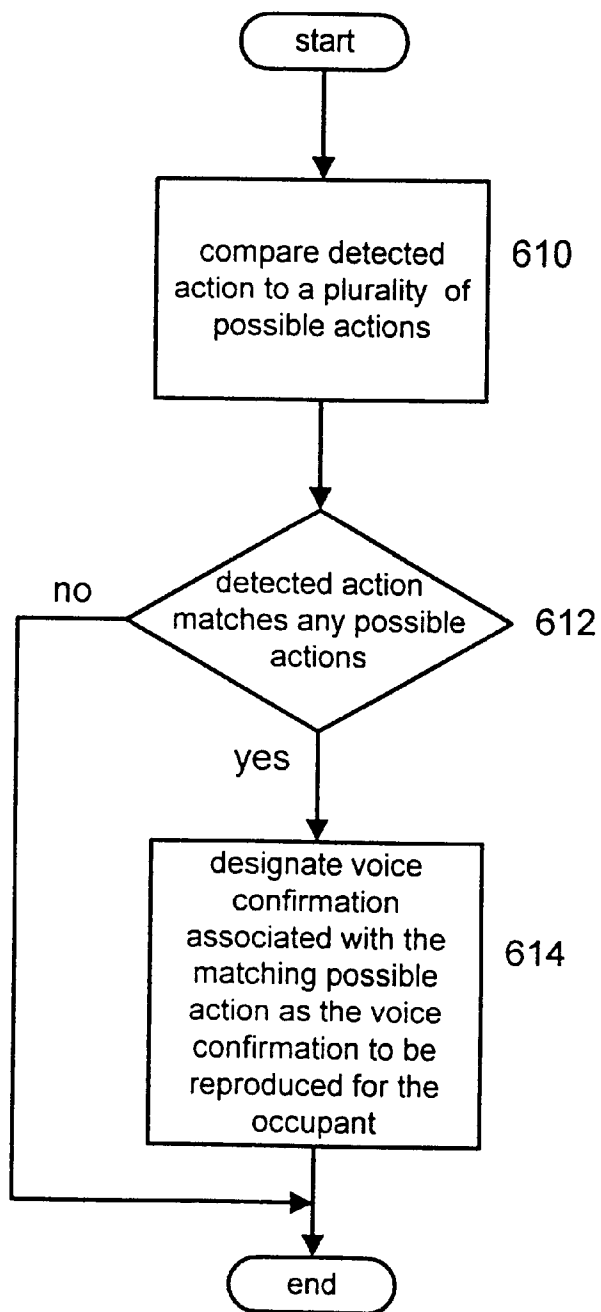 start
compare detected
action to a plurality of
possible actions
610
no
detected action
matches any possible
actions
612
yes
designate voice
confirmation
associated with the
matching possible
action as the voice
confirmation to be
reproduced for the
occupant
614
end